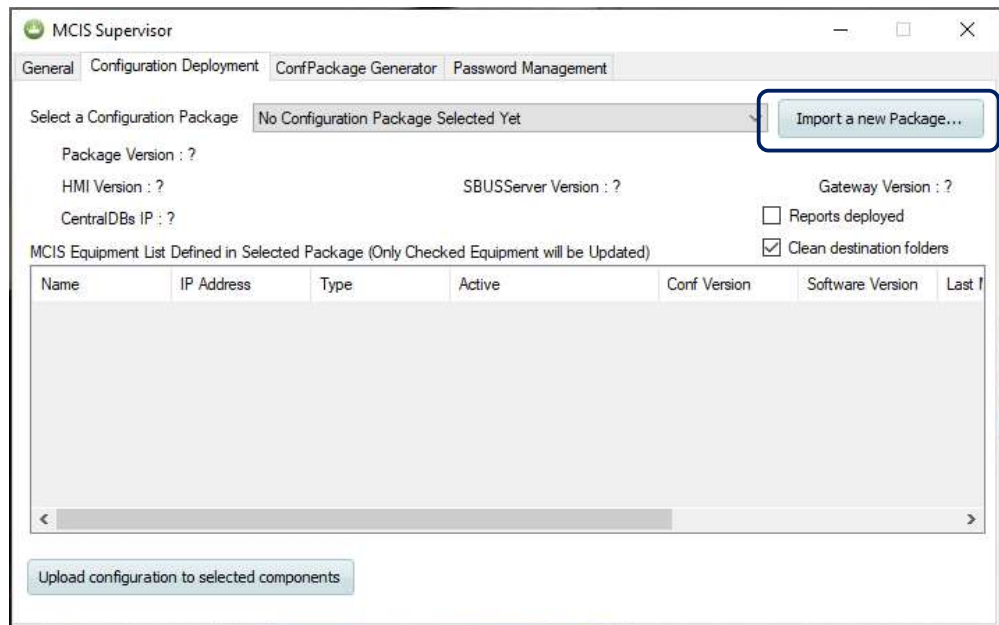 MCIS Supervisor
General Configuration Deployment ConfPackage Generator Password Management
Select a Configuration Package No Configuration Package Selected Yet Import a new Package...
Package Version : ?
HMI Version : ? SBUSServer Version : ? Gateway Version : ?
CentralDBs IP : ? Reports deployed
MCIS Equipment List Defined in Selected Package (Only Checked Equipment will be Updated) Clean destination folders
Name IP Address Type Active Conf Version Software Version Last
Upload configuration to selected components